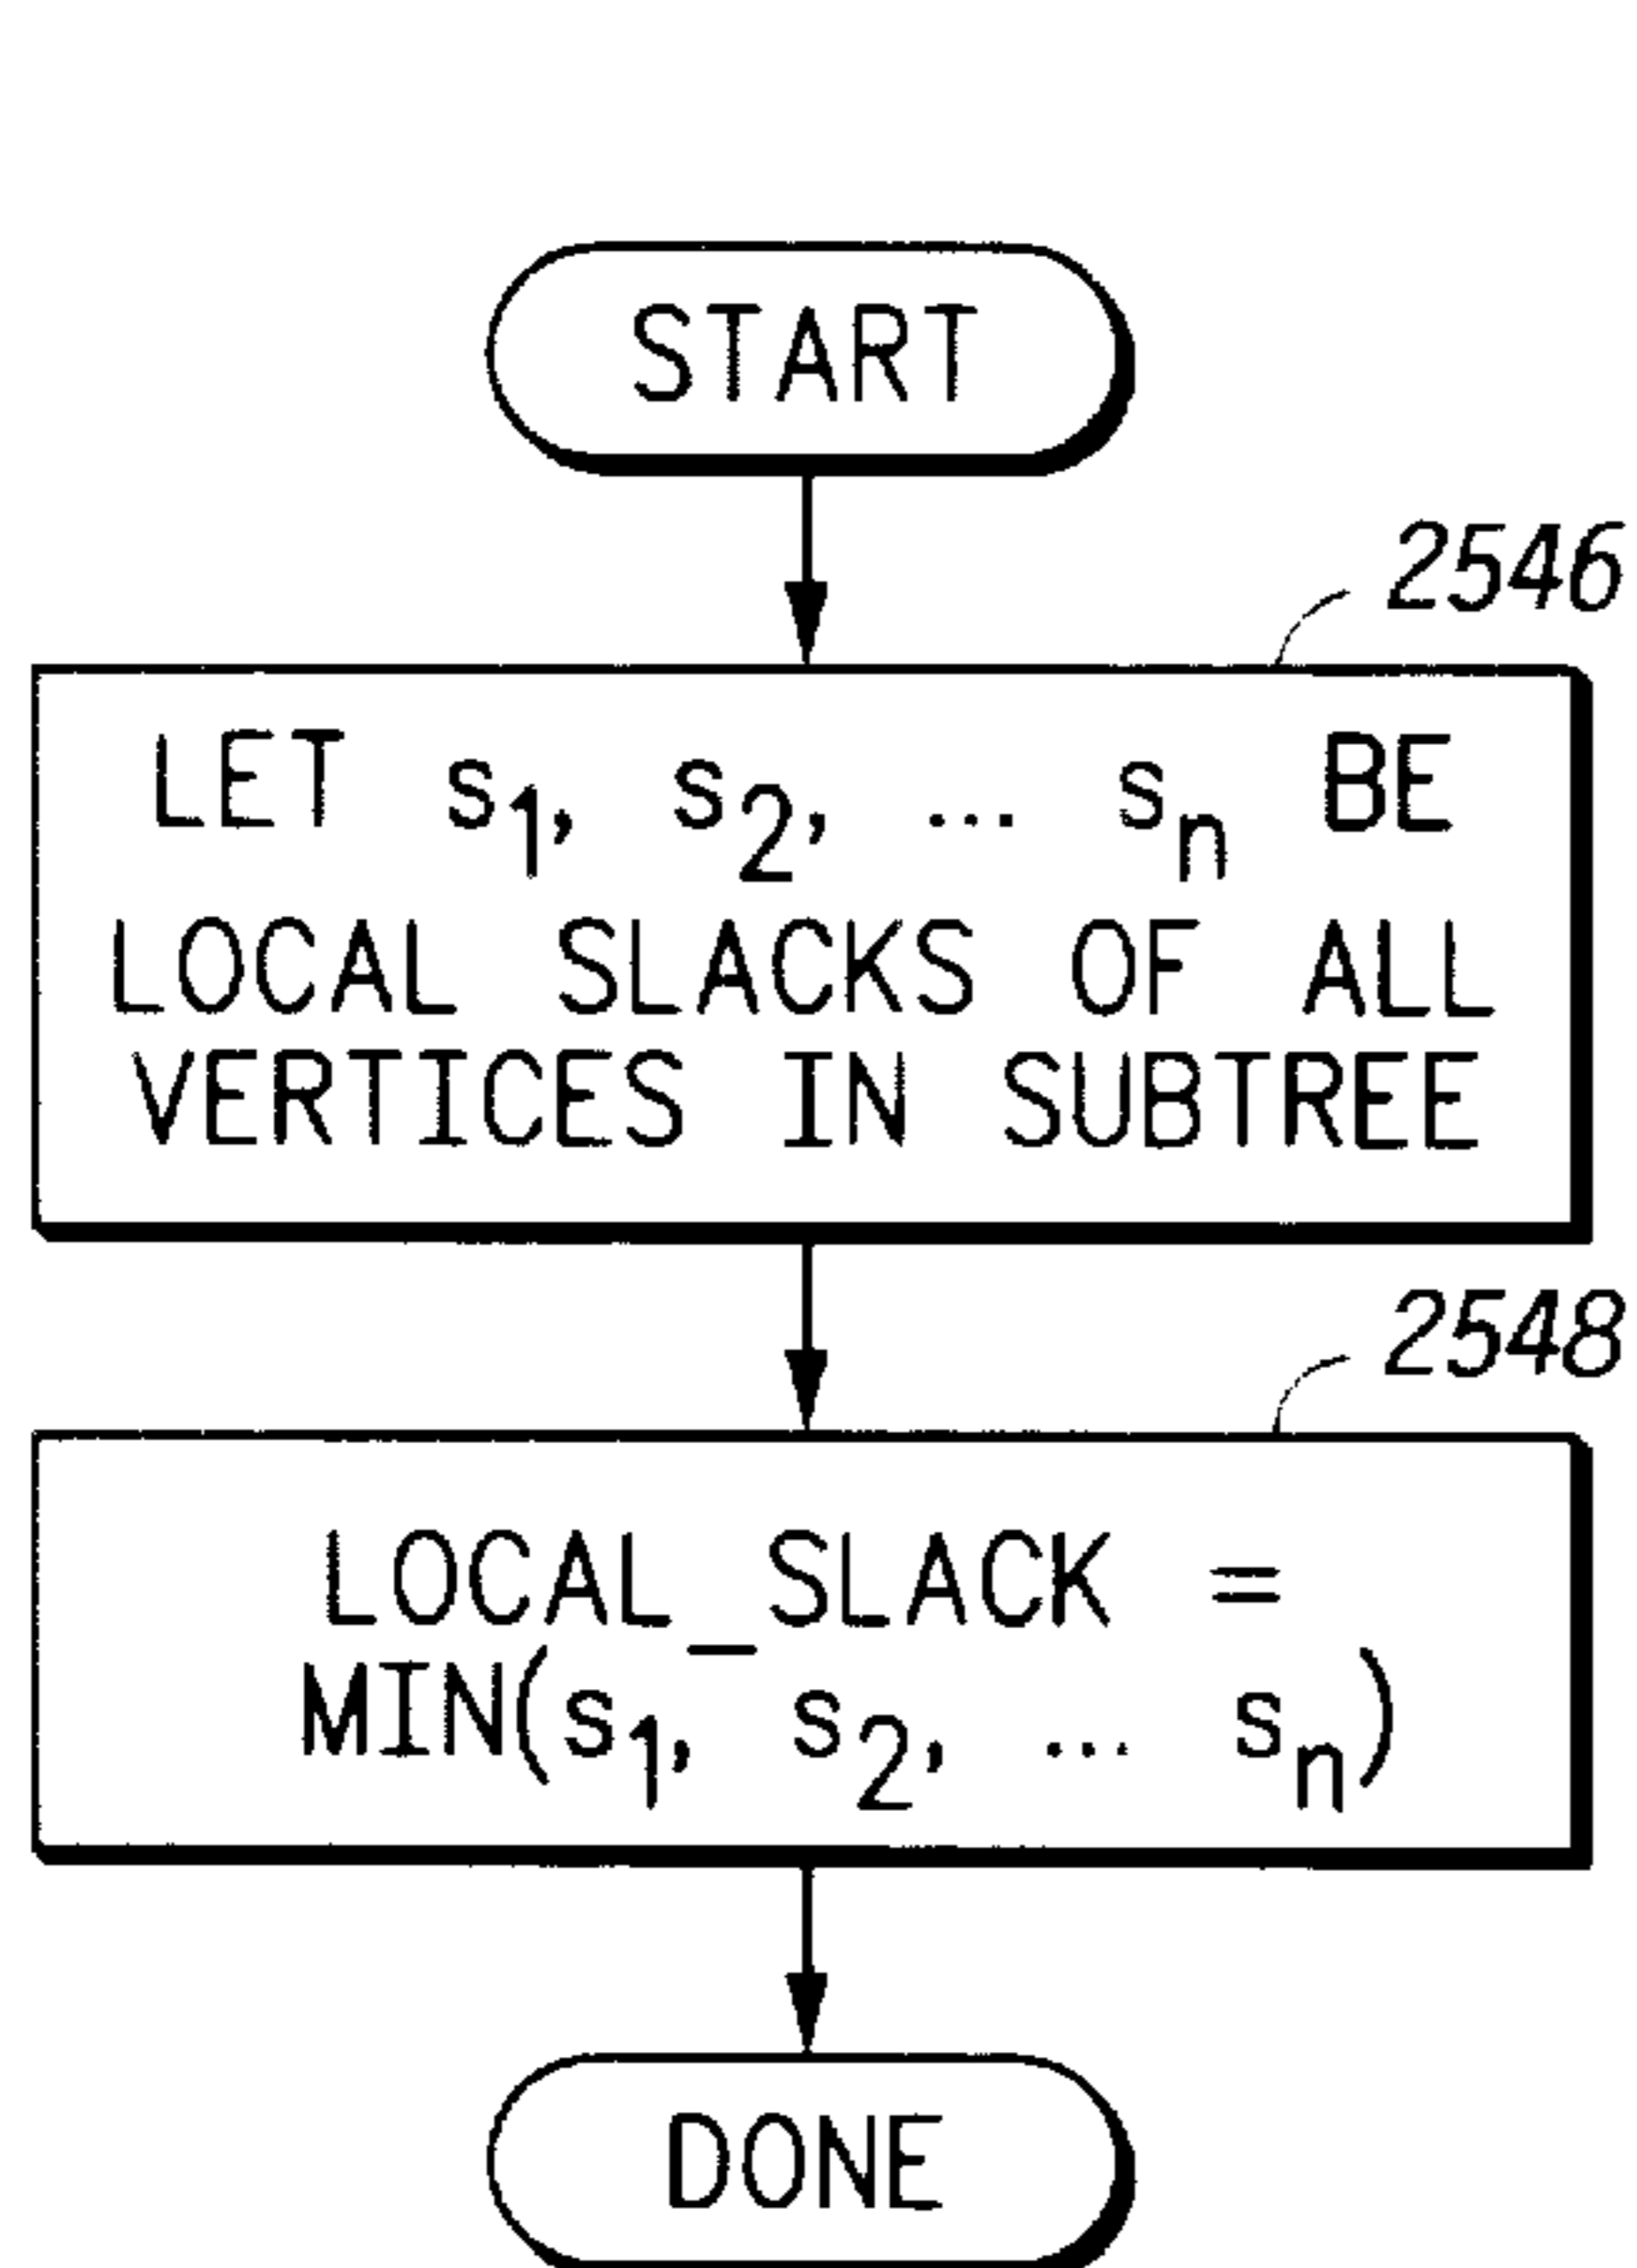 START
2546
LET s₁, s₂, ... sₙ BE
LOCAL SLACKS OF ALL
VERTICES IN SUBTREE
2548
LOCAL_SLACK =
MIN(s₁, s₂, ... sₙ)
DONE